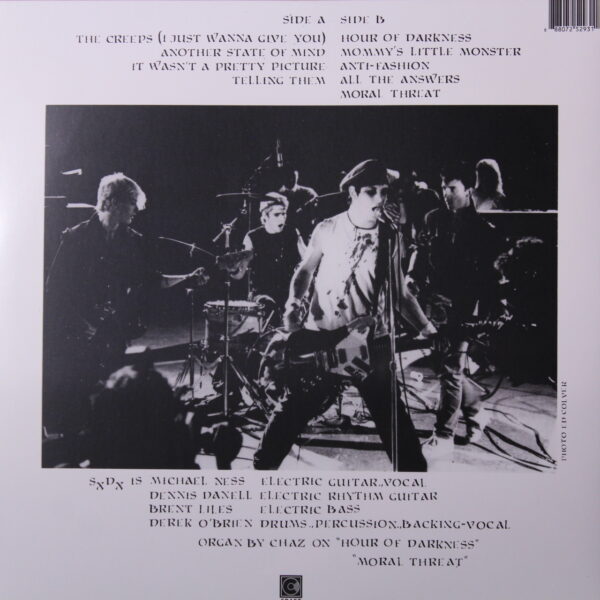 SIDE A SIDE B
THE CREEPS (I JUST WANNA GIVE YOU) HOUR OF DARKNESS
ANOTHER STATE OF MIND MOMMY'S LITTLE MONSTER
IT WASN'T A PRETTY PICTURE ANTI-FASHION
TELLING THEM ALL THE ANSWERS
MORAL THREAT
PHOTO ED COLVER
SxDx IS MICHAEL NESS ELECTRIC GUITAR, VOCAL
DENNIS DANELL ELECTRIC RHYTHM GUITAR
BRENT LILES ELECTRIC BASS
DEREK O'BRIEN DRUMS., PERCUSSION., BACKING-VOCAL
ORGAN BY CHAZ ON "HOUR OF DARKNESS"
"MORAL THREAT"